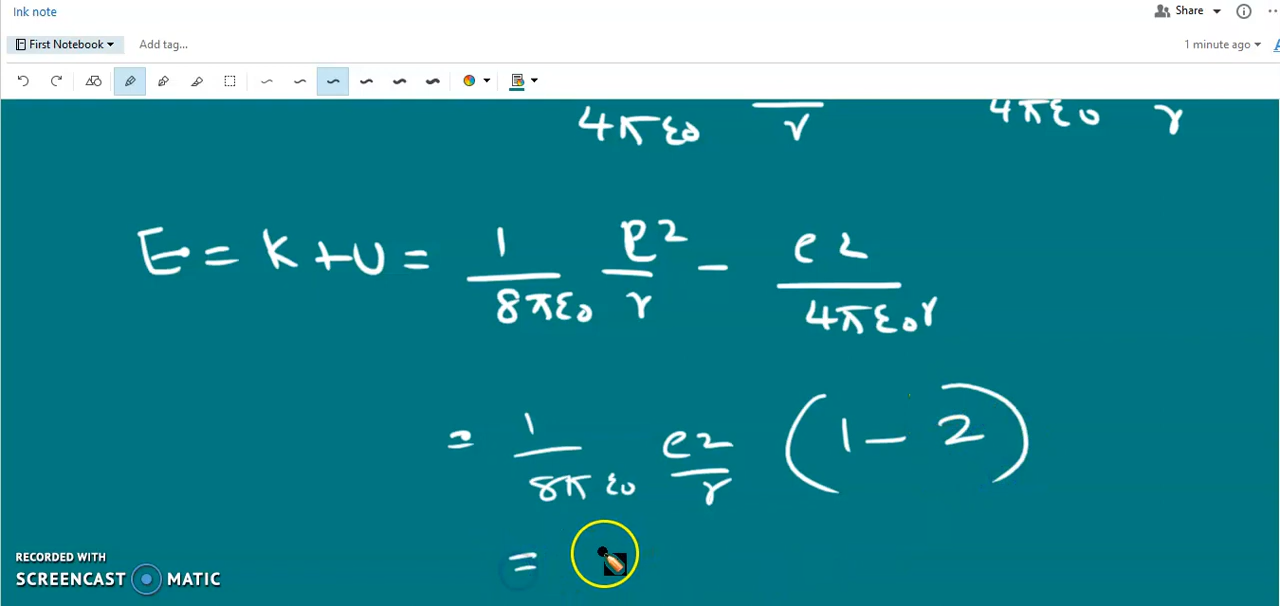 Ink note
Share
First Notebook
Add tag...
1 minute ago
4πε0 r 4πε0 r
E = K + U = 1/8πε0 e2/r - e2/4πε0r
= 1/8πε0 e2/r (1 - 2)
=
RECORDED WITH
SCREENCAST MATIC